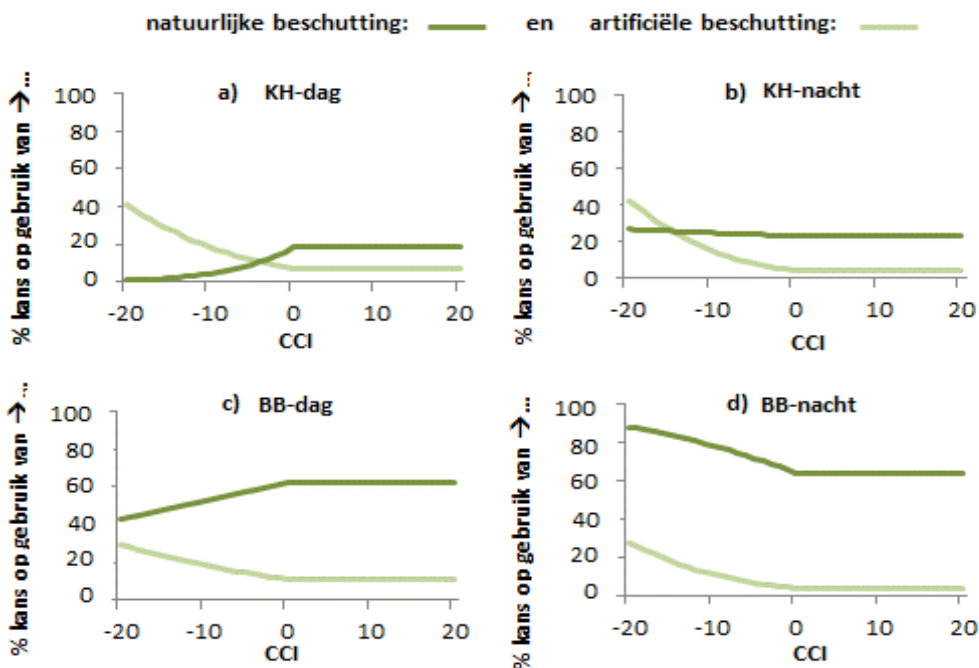 natuurlijke beschutting: en artificiële beschutting:
a) KH-dag
% kans op gebruik van →...
100
80
60
40
20
0
-20 -10 0 10 20
CCI
b) KH-nacht
% kans op gebruik van →...
100
80
60
40
20
0
-20 -10 0 10 20
CCI
c) BB-dag
% kans op gebruik van →...
100
80
60
40
20
0
-20 -10 0 10 20
CCI
d) BB-nacht
% kans op gebruik van →...
100
80
60
40
20
0
-20 -10 0 10 20
CCI